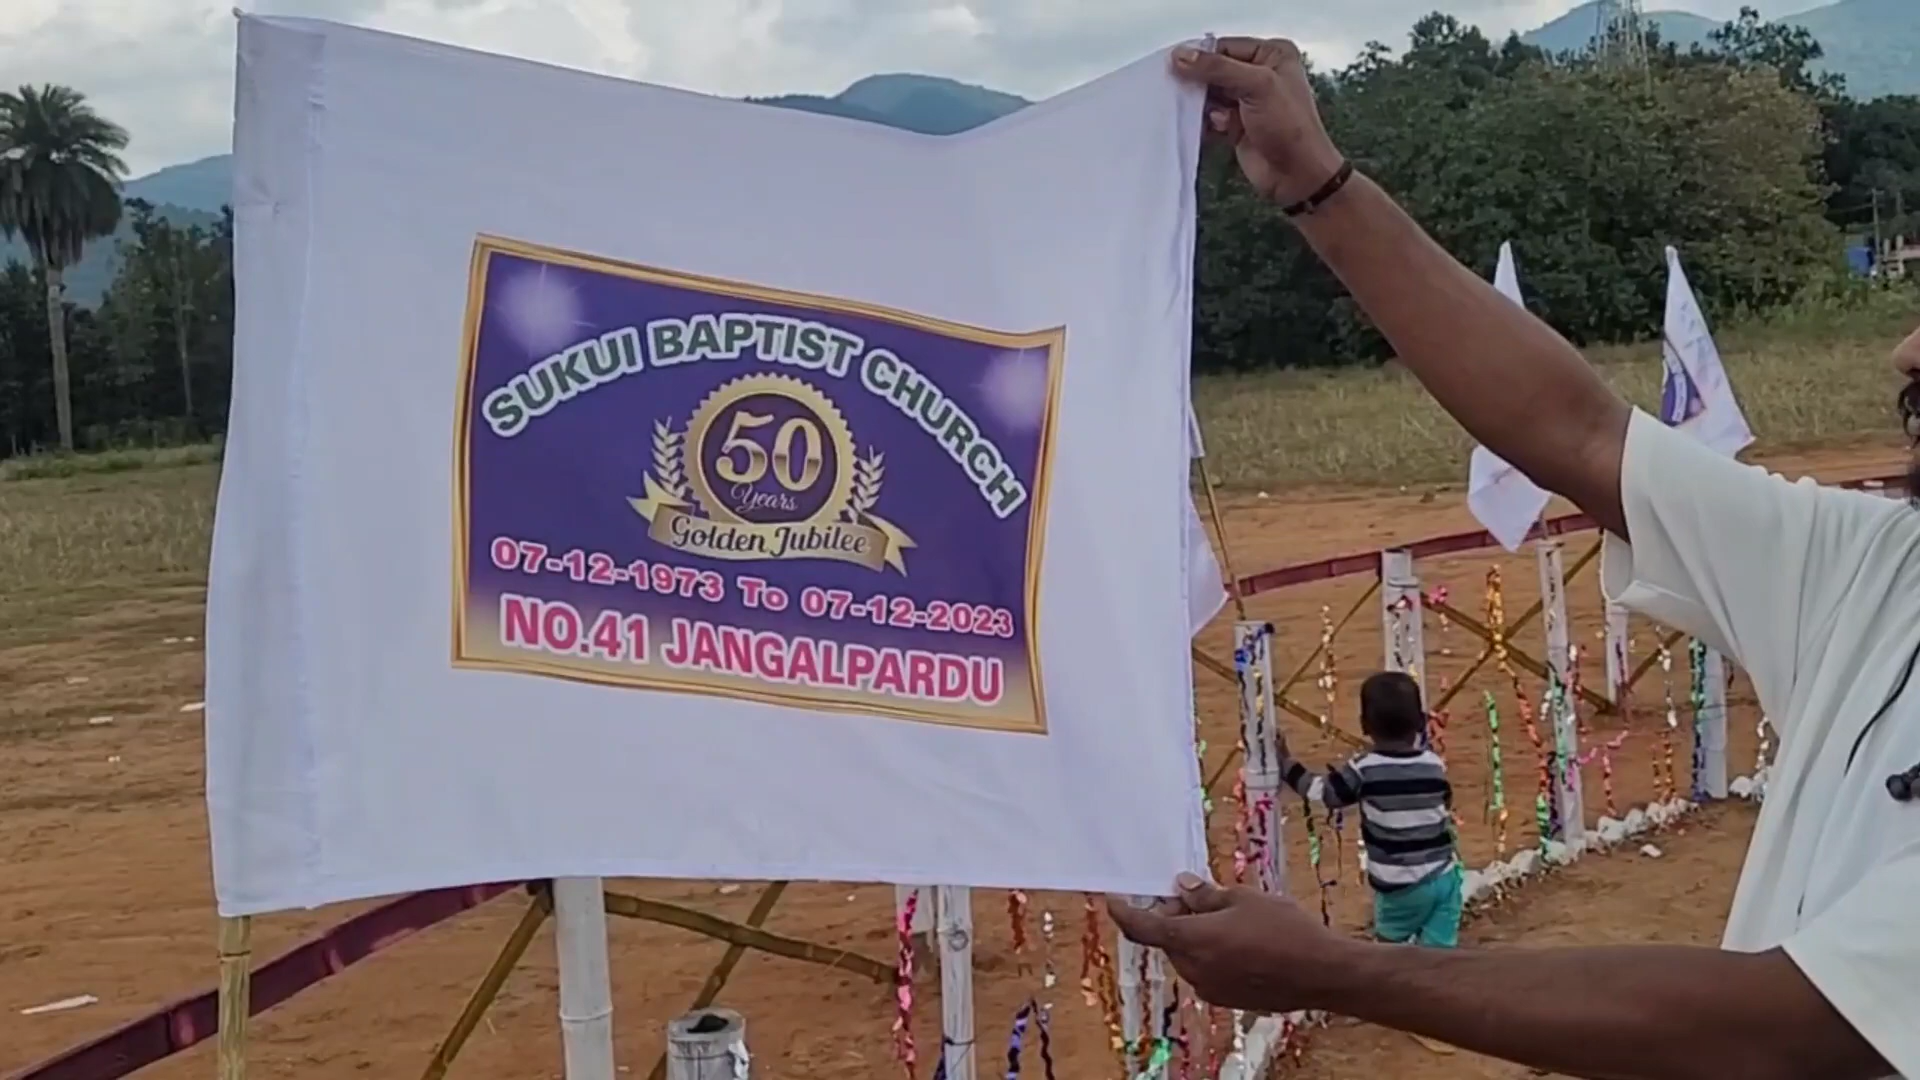 SUKUI BAPTIST CHURCH
50
Years
Golden Jubilee
07-12-1973 To 07-12-2023
NO.41 JANGALPARDU